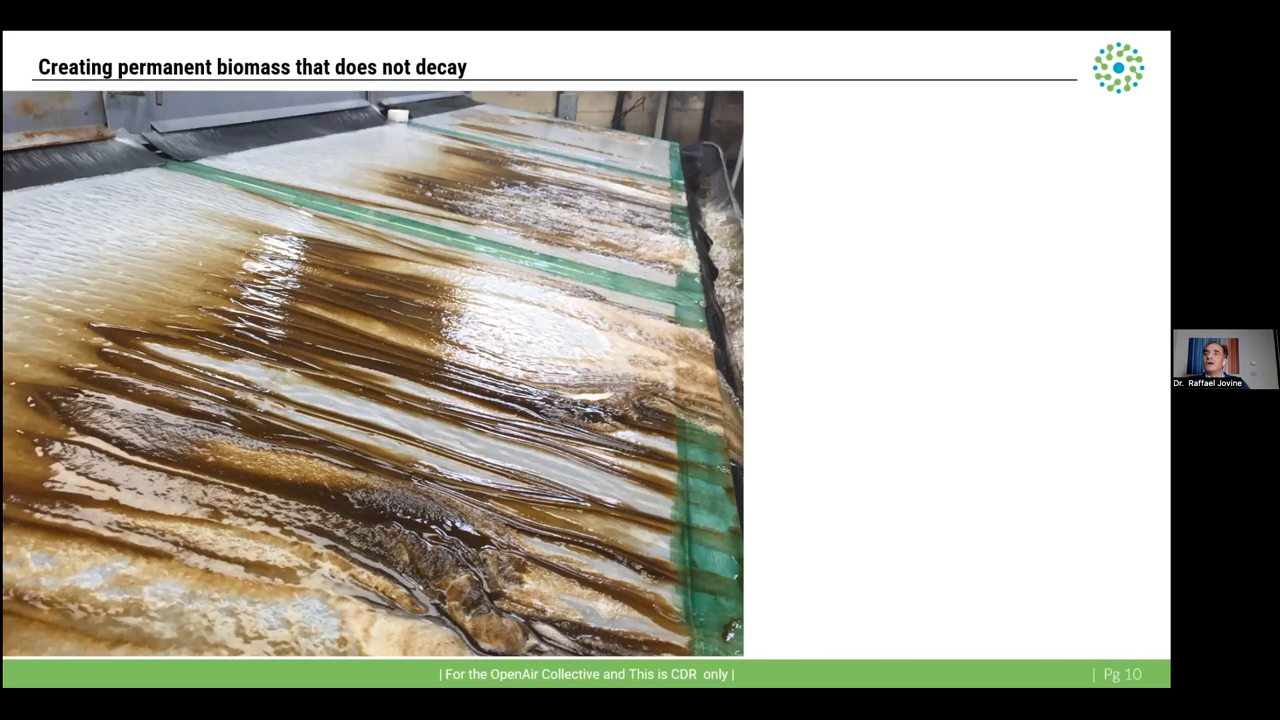 Creating permanent biomass that does not decay
Dr. Raffael Jovine
| For the OpenAir Collective and This is CDR only |
| Pg 10